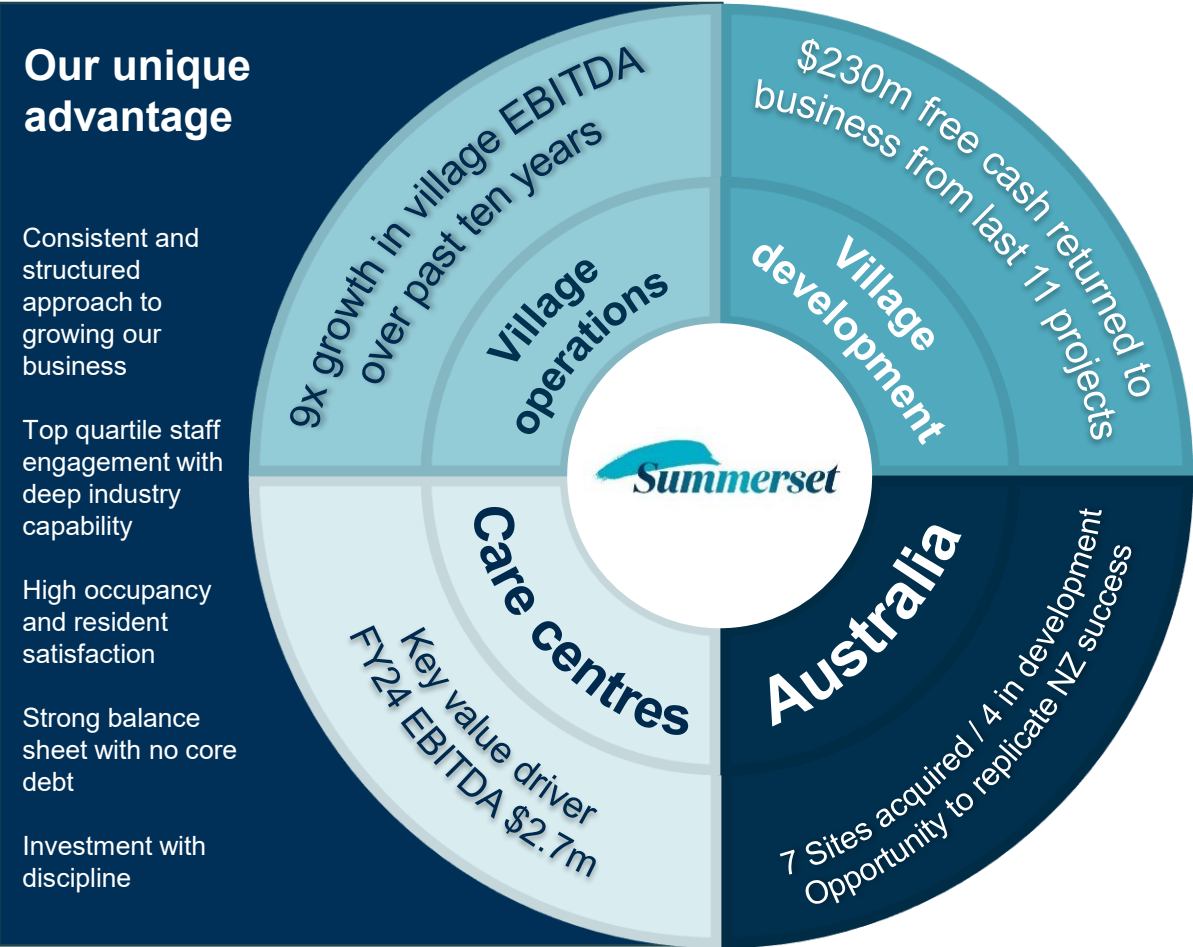 Our unique
advantage
Consistent and
structured
approach to
growing our
business
Top quartile staff
engagement with
deep industry
capability
High occupancy
and resident
satisfaction
Strong balance
sheet with no core
debt
Investment with
discipline
9x growth in village EBITDA
over past ten years
Village
operations
$230m free cash returned to
business from last 11 projects
Village
development
Summerset
Care centres
Key value driver
FY24 EBITDA $2.7m
Australia
7 Sites acquired / 4 in development
Opportunity to replicate NZ success